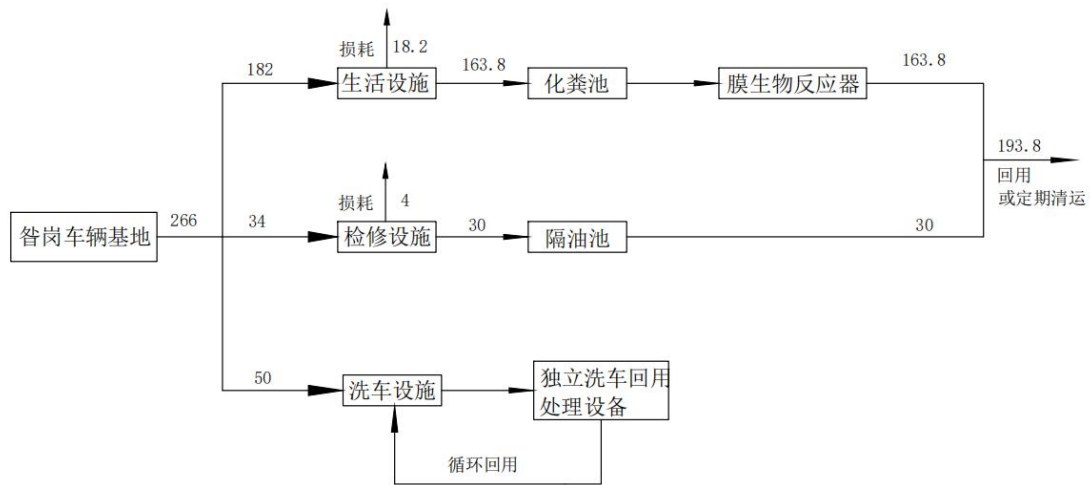 损耗 18.2
182
生活设施
163.8
化粪池
膜生物反应器
163.8
193.8
回用
或定期清运
损耗 4
昝岗车辆基地
266
34
检修设施
30
隔油池
30
50
洗车设施
独立洗车回用
处理设备
循环回用